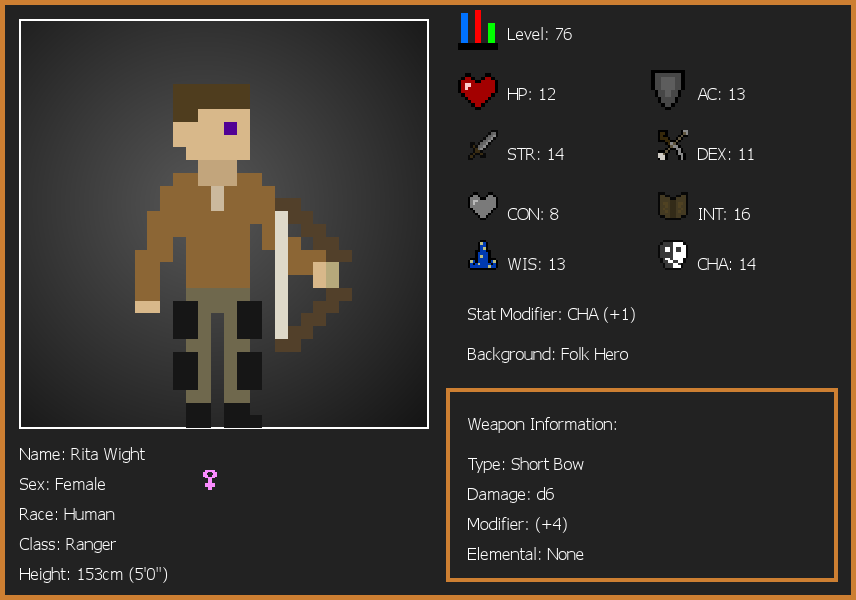 Level: 76
HP: 12
AC: 13
STR: 14
DEX: 11
CON: 8
INT: 16
WIS: 13
CHA: 14
Stat Modifier: CHA (+1)
Background: Folk Hero
Weapon Information:
Type: Short Bow
Damage: d6
Modifier: (+4)
Elemental: None
Name: Rita Wight
Sex: Female
Race: Human
Class: Ranger
Height: 153cm (5'0")